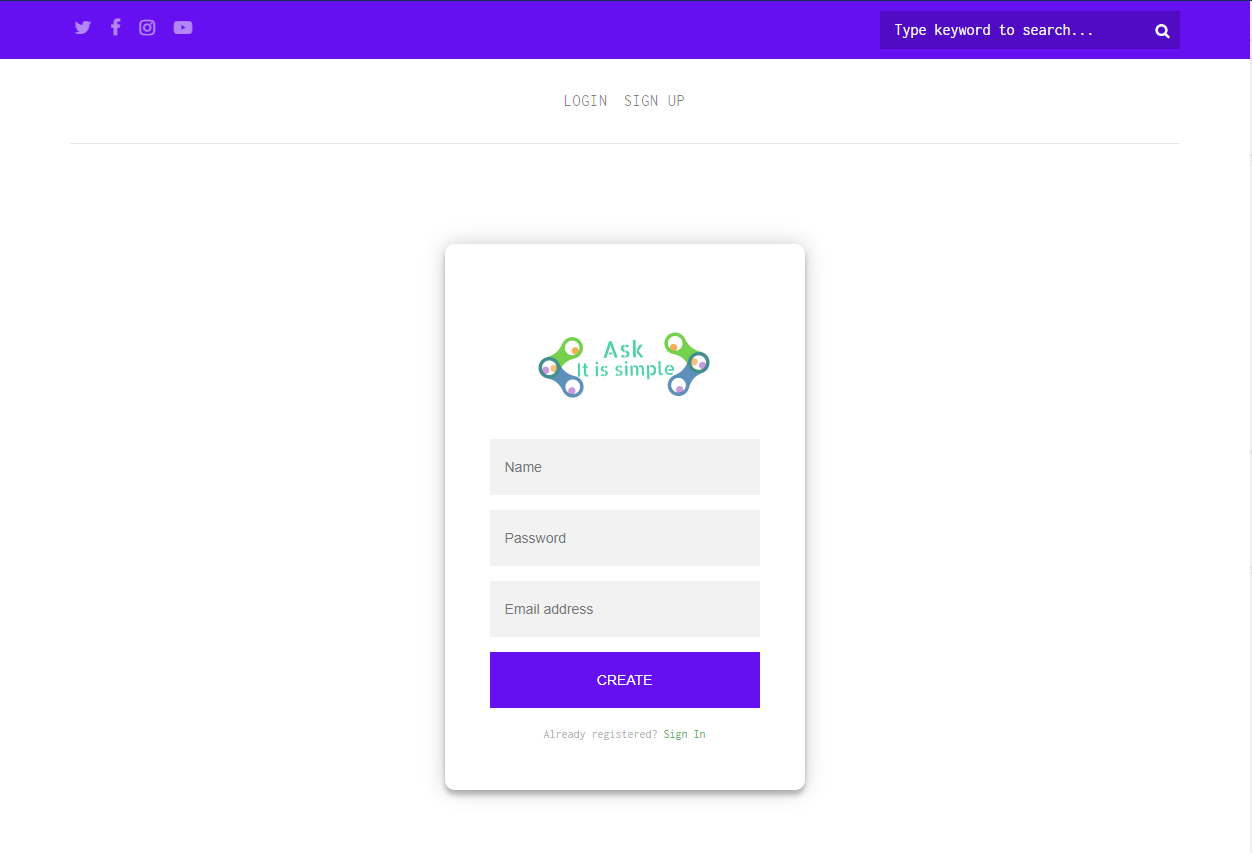 Type keyword to search...
LOGIN SIGN UP
Ask
It is simple
Name
Password
Email address
CREATE
Already registered? Sign In